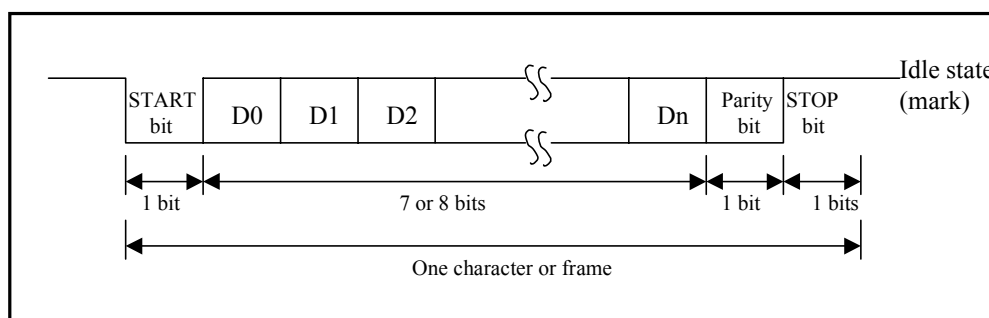 Idle state
(mark)
START
bit
D0
D1
D2
Dn
Parity
bit
STOP
bit
1 bit
7 or 8 bits
1 bit
1 bits
One character or frame